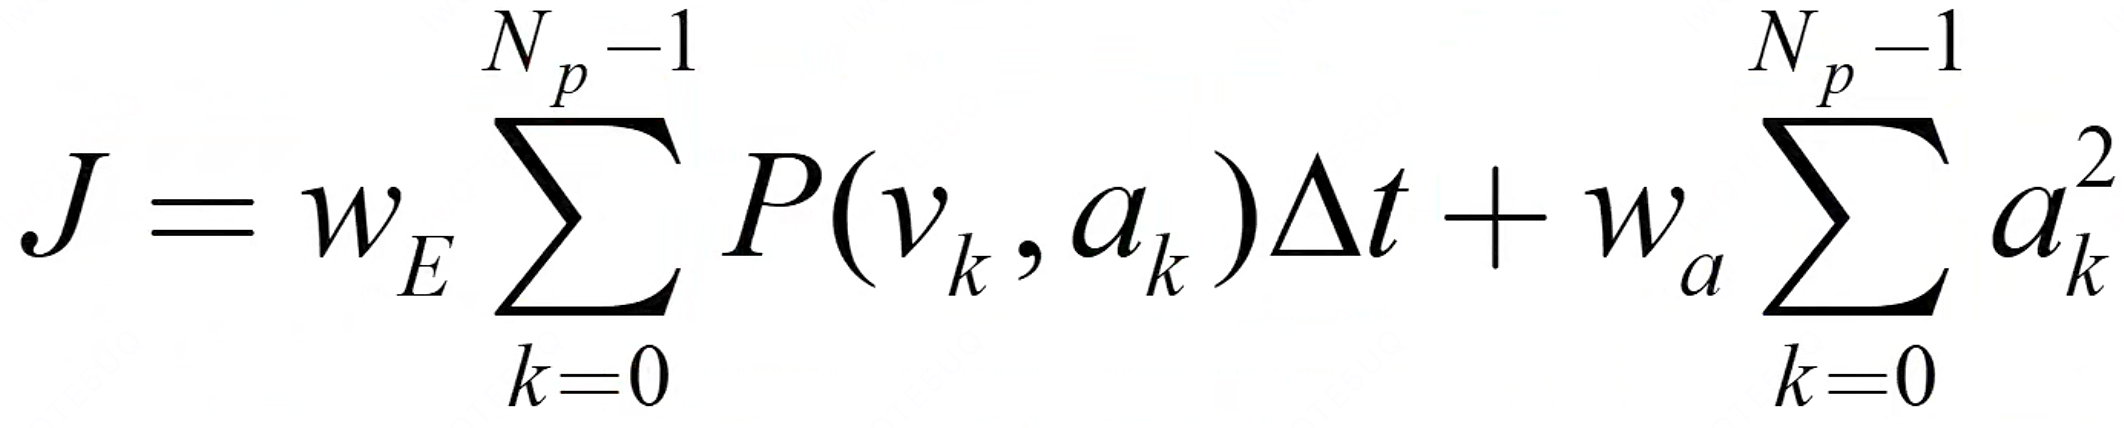 J = w_E \sum_{k=0}^{N_p-1} P(v_k, a_k)\Delta t + w_a \sum_{k=0}^{N_p-1} a_k^2